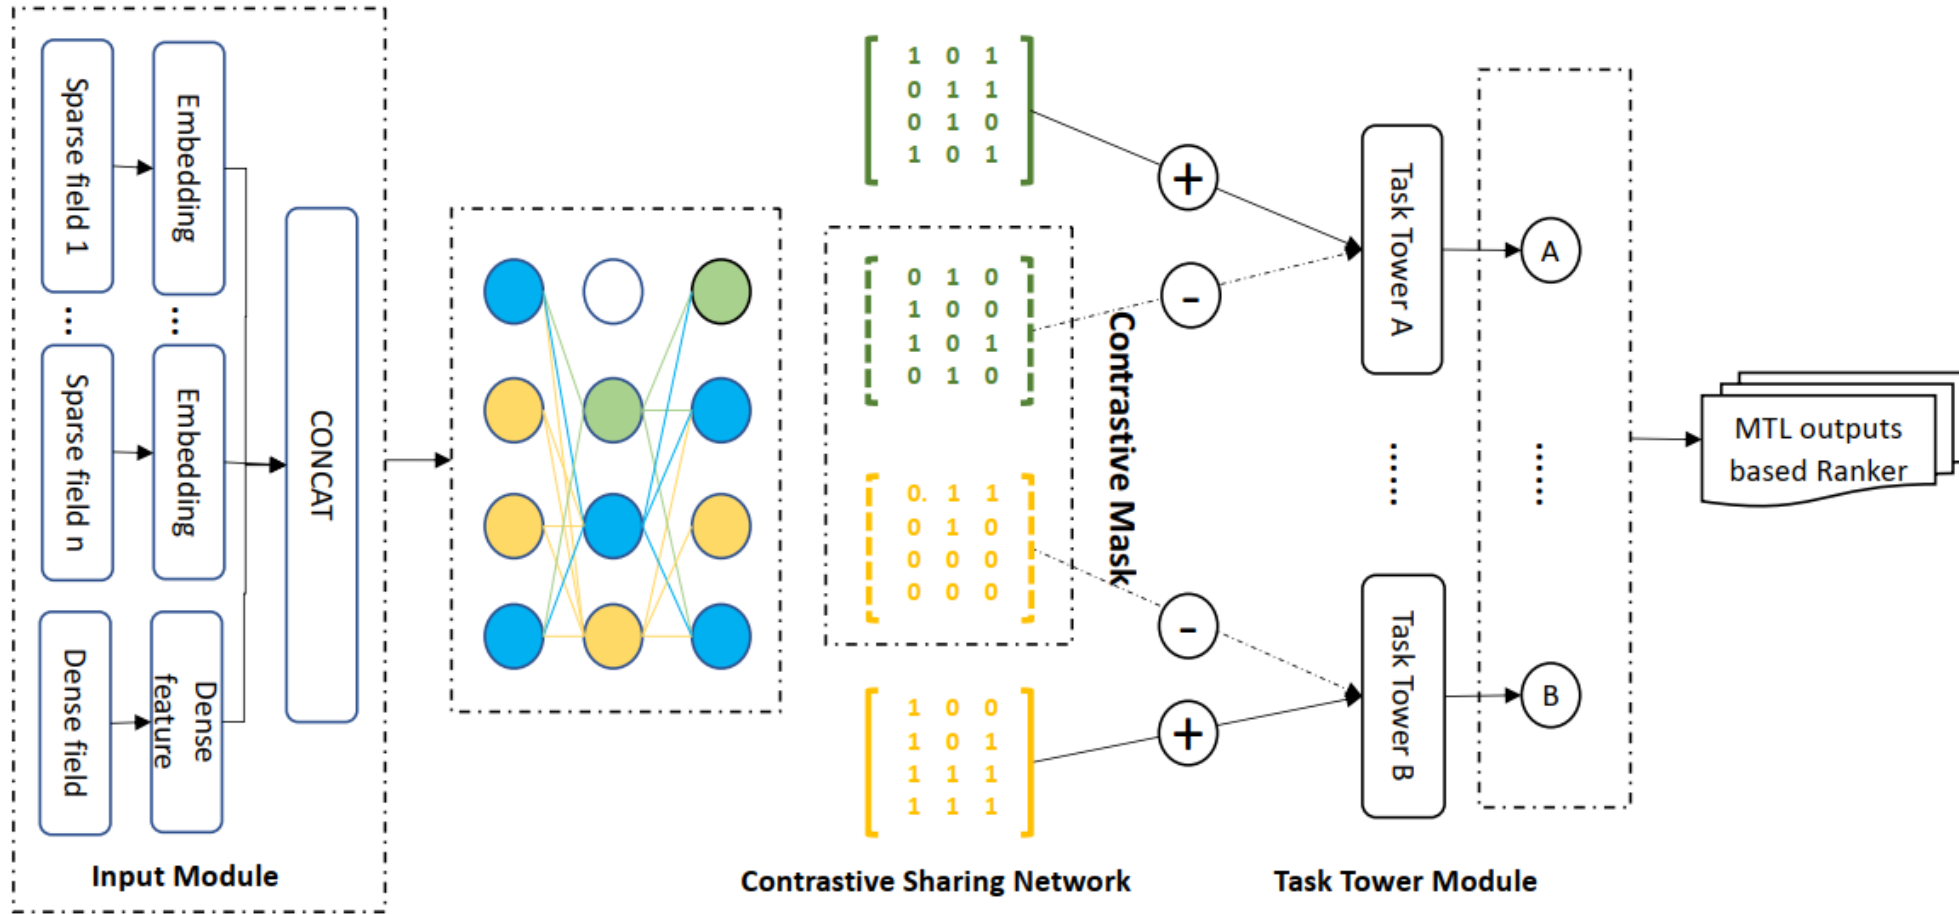 Sparse field 1
Embedding
...
...
Sparse field n
Embedding
Dense field
Dense
feature
CONCAT
Input Module
1 0 1
0 1 1
0 1 0
1 0 1
0 1 0
1 0 0
1 0 1
0 1 0
0. 1 1
0 1 0
0 0 0
0 0 0
1 0 0
1 0 1
1 1 1
1 1 1
Contrastive Mask
Contrastive Sharing Network
+
-
-
+
Task Tower A
......
Task Tower B
Task Tower Module
A
......
B
MTL outputs
based Ranker